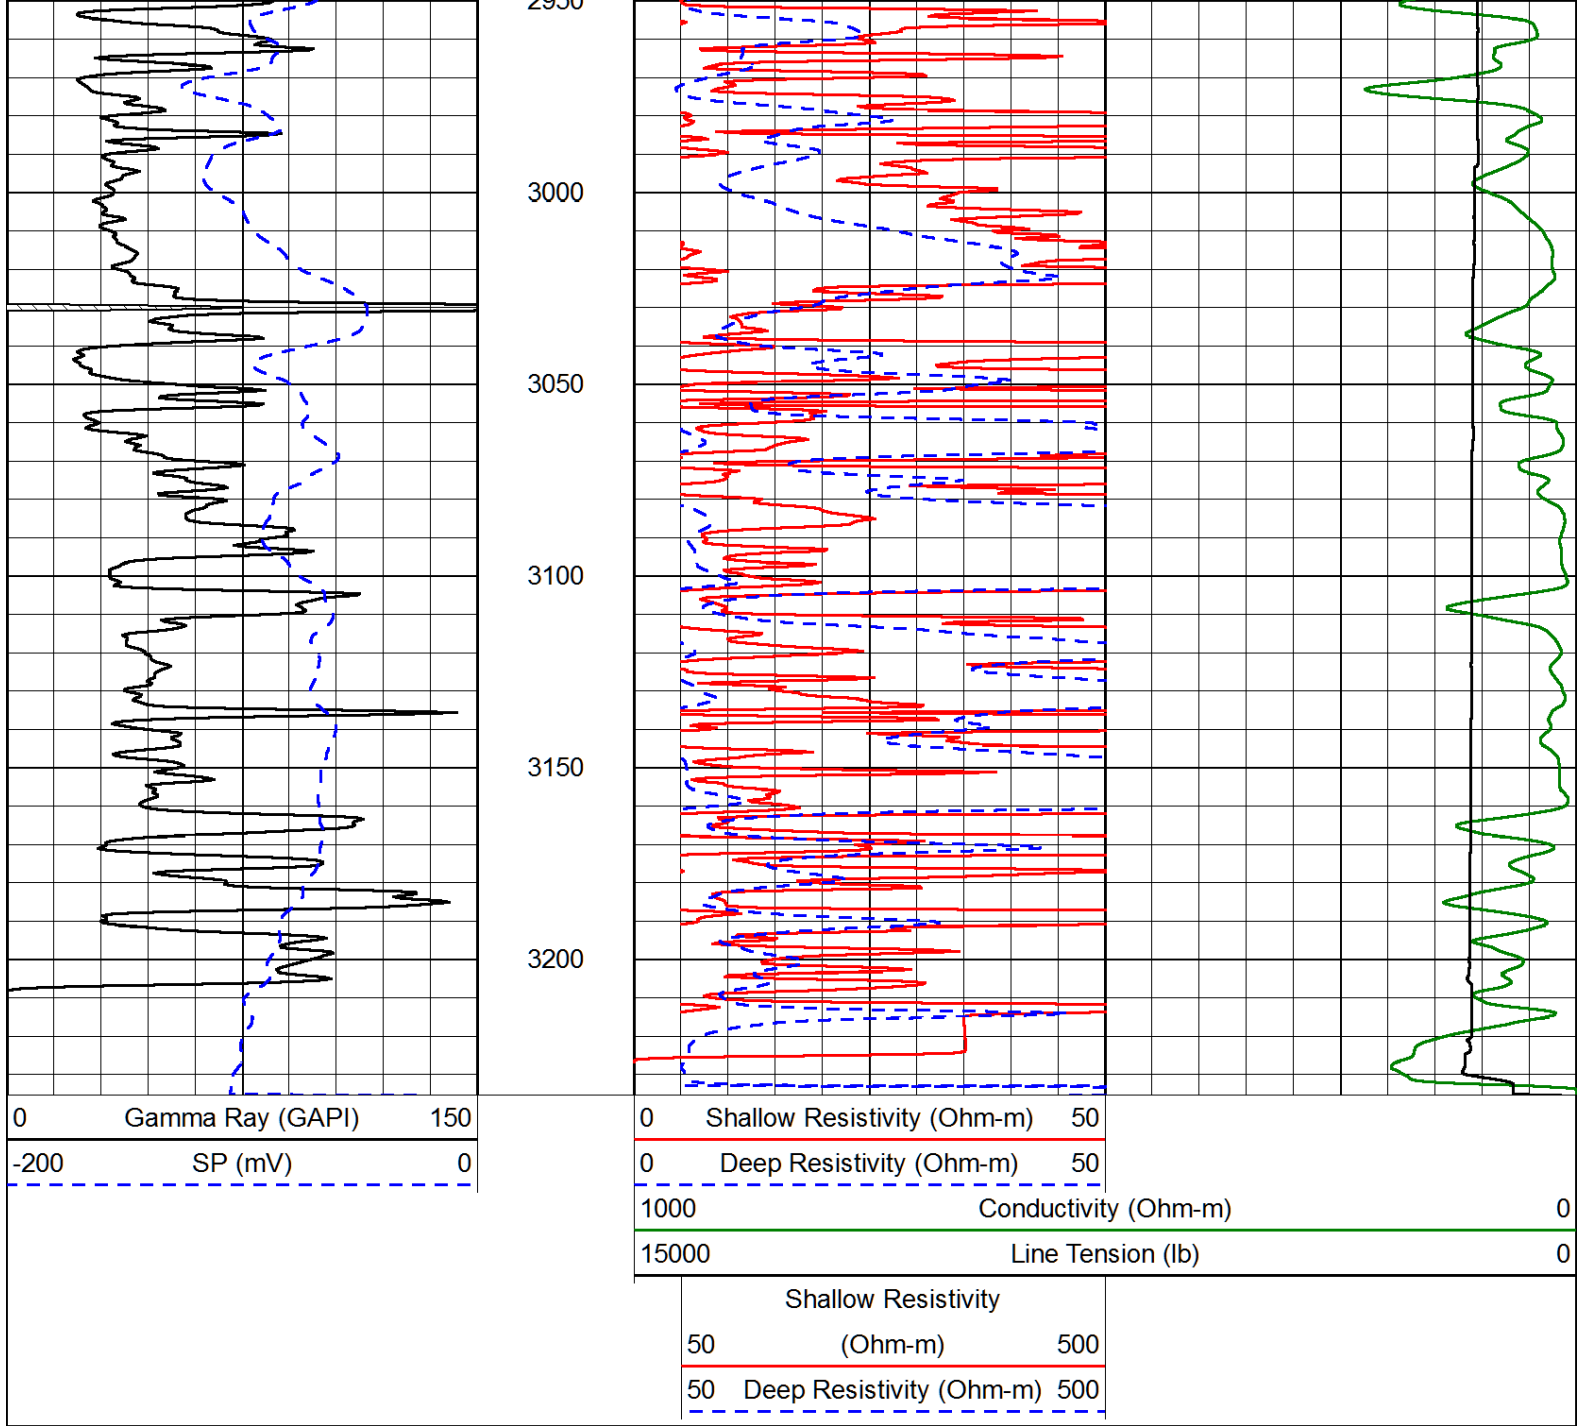 2950
3000
3050
3100
3150
3200
0 Gamma Ray (GAPI) 150
-200 SP (mV) 0
0 Shallow Resistivity (Ohm-m) 50
0 Deep Resistivity (Ohm-m) 50
1000 Conductivity (Ohm-m) 0
15000 Line Tension (lb) 0
Shallow Resistivity
50 (Ohm-m) 500
50 Deep Resistivity (Ohm-m) 500